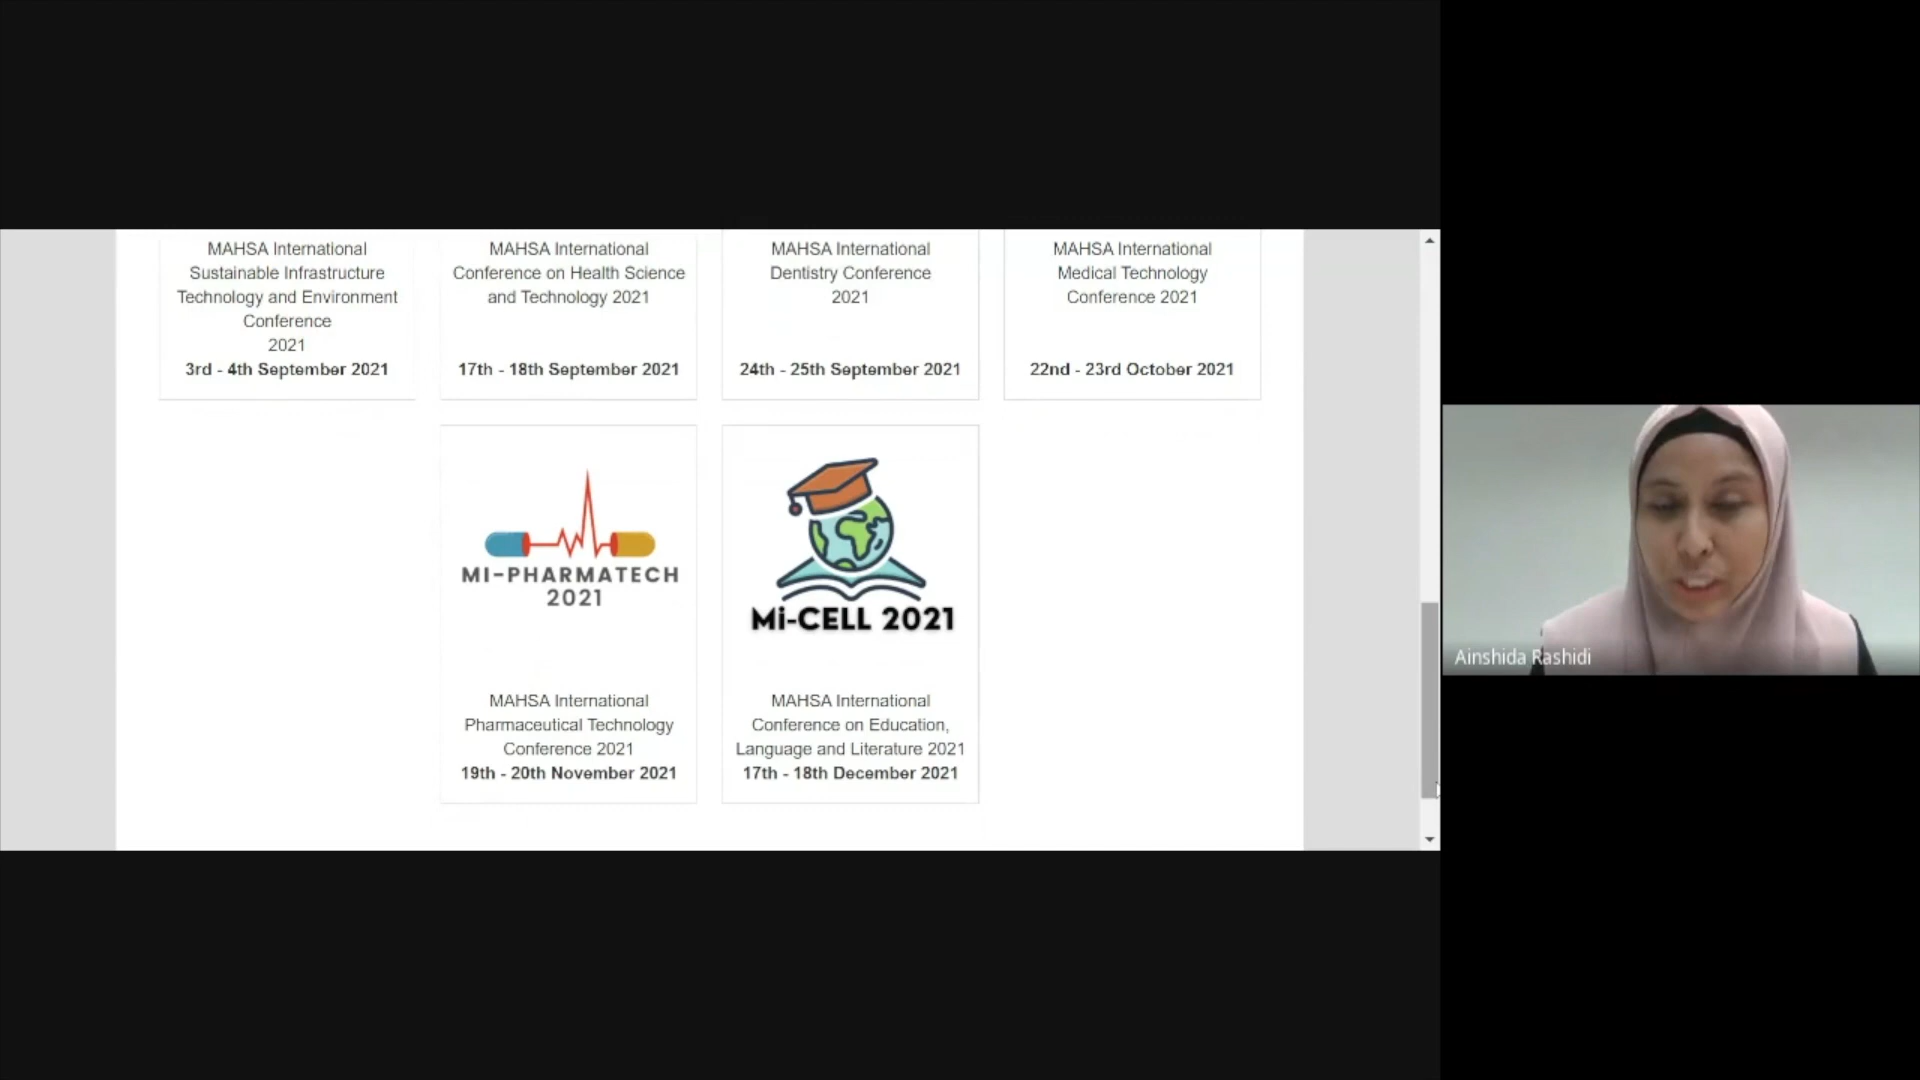 MAHSA International
Sustainable Infrastructure
Technology and Environment
Conference
2021
3rd - 4th September 2021
MAHSA International
Conference on Health Science
and Technology 2021
17th - 18th September 2021
MAHSA International
Dentistry Conference
2021
24th - 25th September 2021
MAHSA International
Medical Technology
Conference 2021
22nd - 23rd October 2021
MI-PHARMATECH
2021
MAHSA International
Pharmaceutical Technology
Conference 2021
19th - 20th November 2021
Mi-CELL 2021
MAHSA International
Conference on Education,
Language and Literature 2021
17th - 18th December 2021
Ainshida Rashidi